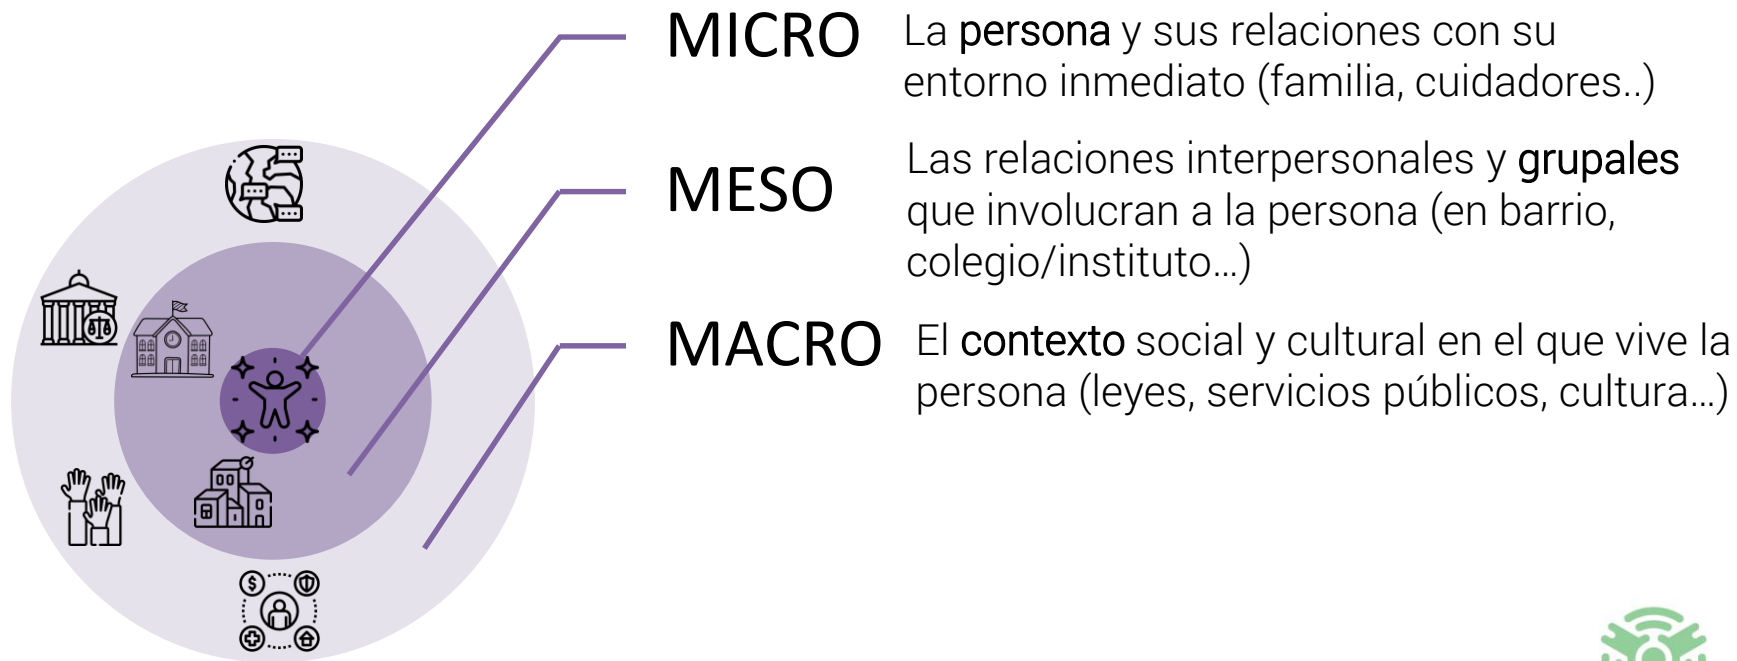 MICRO
La persona y sus relaciones con su
entorno inmediato (familia, cuidadores..)
MESO
Las relaciones interpersonales y grupales
que involucran a la persona (en barrio,
colegio/instituto...)
MACRO
El contexto social y cultural en el que vive la
persona (leyes, servicios públicos, cultura...)